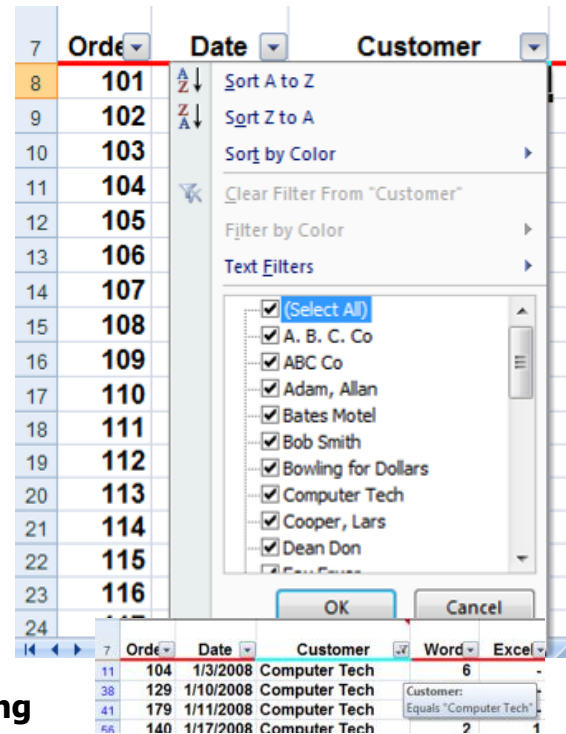 7 Orde Date Customer
8 101 Sort A to Z
9 102 Sort Z to A
10 103 Sort by Color
11 104 Clear Filter From "Customer"
12 105 Filter by Color
13 106 Text Filters
14 107 (Select All)
15 108 A. B. C. Co
16 109 ABC Co
17 110 Adam, Allan
18 111 Bates Motel
19 112 Bob Smith
20 113 Bowling for Dollars
21 114 Computer Tech
22 115 Cooper, Lars
23 116 Dean Don
24 OK Cancel
7 Orde Date Customer Word Excel
11 104 1/3/2008 Computer Tech 6 -
38 129 1/10/2008 Computer Tech Customer:
41 179 1/11/2008 Computer Tech Equals "Computer Tech"
56 140 1/17/2008 Computer Tech 2 1
ng